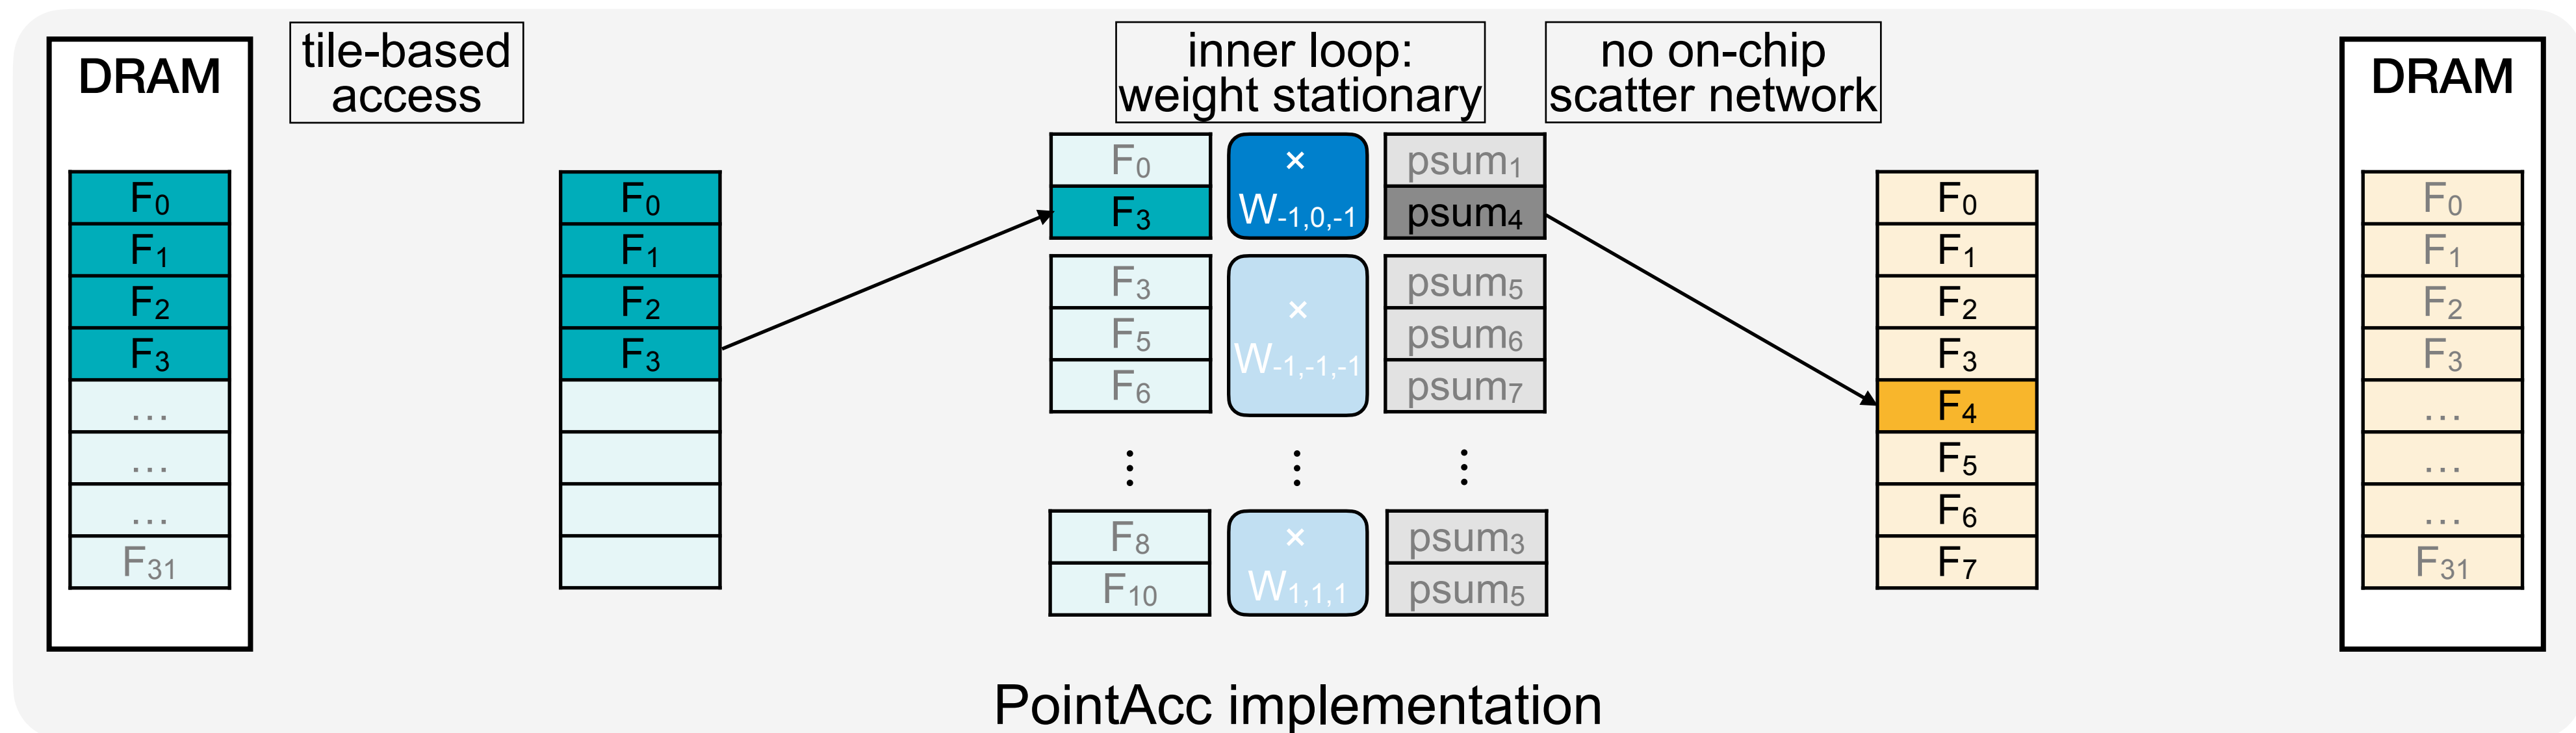 DRAM
F0
F1
F2
F3
...
...
...
F31
tile-based
access
F0
F1
F2
F3
inner loop:
weight stationary
F0
F3
×
W-1,0,-1
psum1
psum4
F3
F5
F6
×
W-1,-1,-1
psum5
psum6
psum7
⋮ ⋮ ⋮
F8
F10
×
W1,1,1
psum3
psum5
no on-chip
scatter network
F0
F1
F2
F3
F4
F5
F6
F7
DRAM
F0
F1
F2
F3
...
...
...
F31
PointAcc implementation